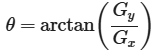 θ = arctan(G_y / G_x)